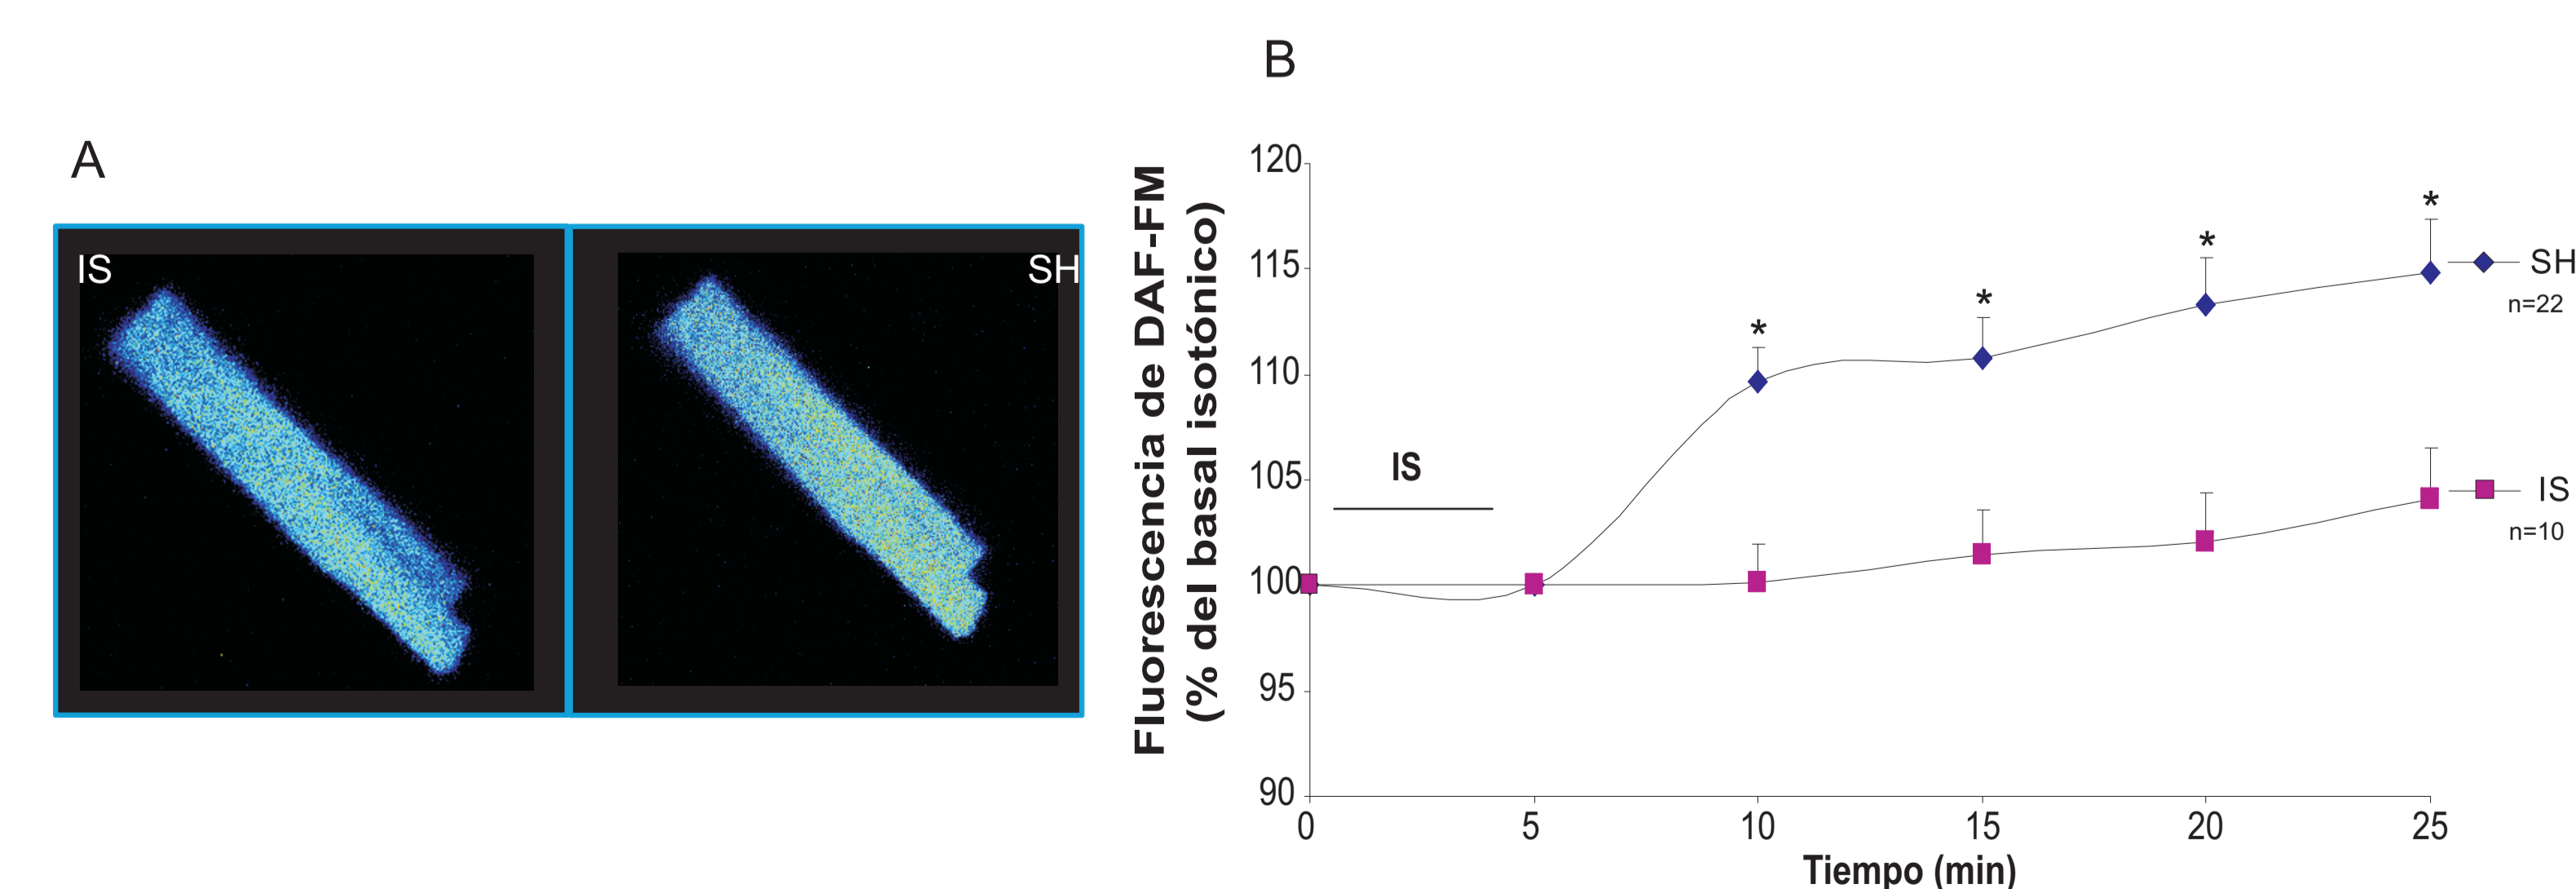 A
IS
SH
B
Fluorescencia de DAF-FM
(% del basal isotónico)
120
115
110
105
100
95
90
IS
*
*
*
*
SH
n=22
IS
n=10
0 5 10 15 20 25
Tiempo (min)